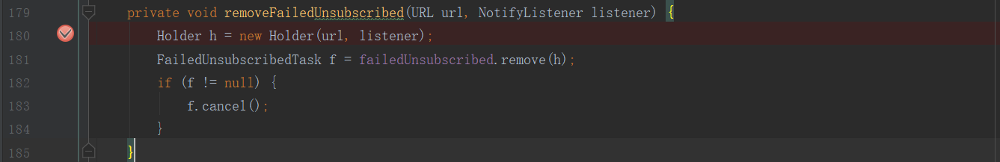 179 private void removeFailedUnsubscribed(URL url, NotifyListener listener) {
180 Holder h = new Holder(url, listener);
181 FailedUnsubscribedTask f = failedUnsubscribed.remove(h);
182 if (f != null) {
183 f.cancel();
184 }
185 }